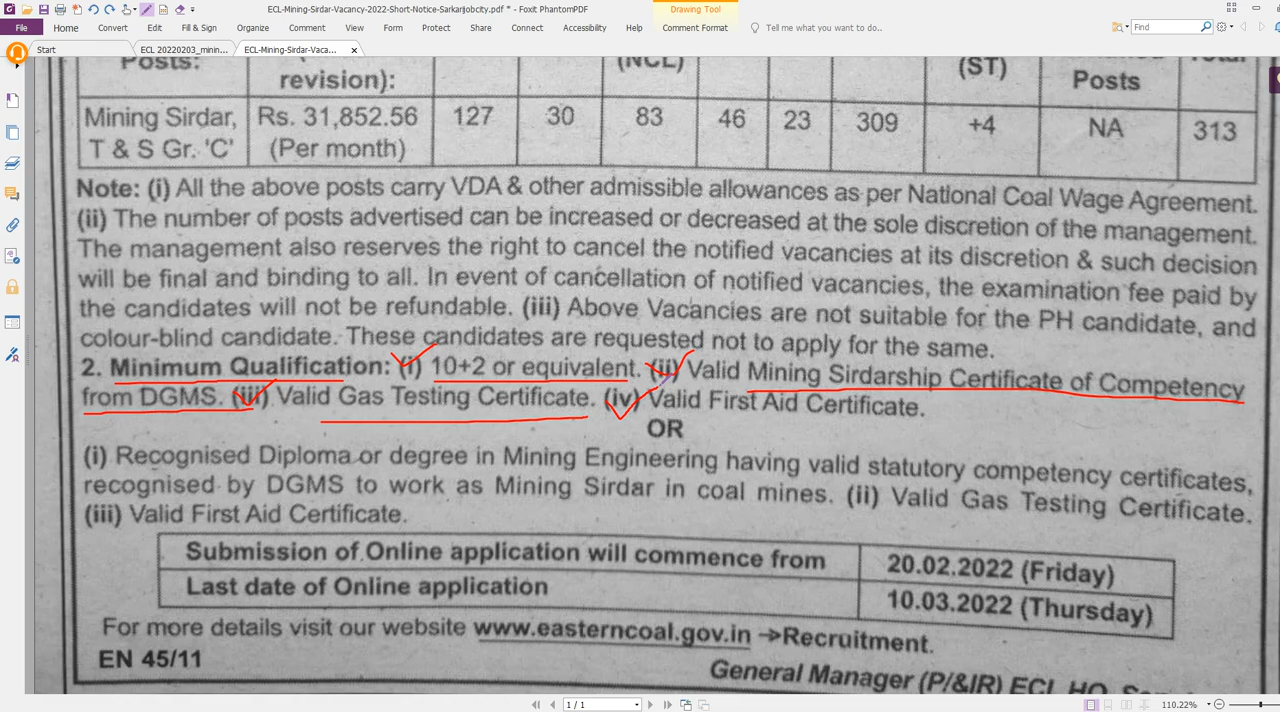 ECL-Mining-Sirdar-Vacancy-2022-Short-Notice-Sarkarijobcity.pdf * - Foxit PhantomPDF
Drawing Tool
File Home Convert Edit Organize Comment View Form Protect Share Connect Accessibility Help Comment Format Tell me what you want to do.. Find
Start ECL 20220203_minin... ECL-Mining-Sirdar-Vaca...
Posts: revision): (NCL) (ST) Posts Total
Mining Sirdar, Rs. 31,852.56 127 30 83 46 23 309 +4 NA 313
T & S Gr. 'C' (Per month)
Note: (i) All the above posts carry VDA & other admissible allowances as per National Coal Wage Agreement.
(ii) The number of posts advertised can be increased or decreased at the sole discretion of the management.
The management also reserves the right to cancel the notified vacancies at its discretion & such decision
will be final and binding to all. In event of cancellation of notified vacancies, the examination fee paid by
the candidates will not be refundable. (iii) Above Vacancies are not suitable for the PH candidate, and
colour-blind candidate. These candidates are requested not to apply for the same.
2. Minimum Qualification: (i) 10+2 or equivalent. (ii) Valid Mining Sirdarship Certificate of Competency
from DGMS. (iii) Valid Gas Testing Certificate. (iv) Valid First Aid Certificate.
OR
(i) Recognised Diploma or degree in Mining Engineering having valid statutory competency certificates,
recognised by DGMS to work as Mining Sirdar in coal mines. (ii) Valid Gas Testing Certificate.
(iii) Valid First Aid Certificate.
Submission of Online application will commence from 20.02.2022 (Friday)
Last date of Online application 10.03.2022 (Thursday)
For more details visit our website www.easterncoal.gov.in →Recruitment.
EN 45/11
General Manager (P/&IR) ECL HQ,
1 / 1 110.22%